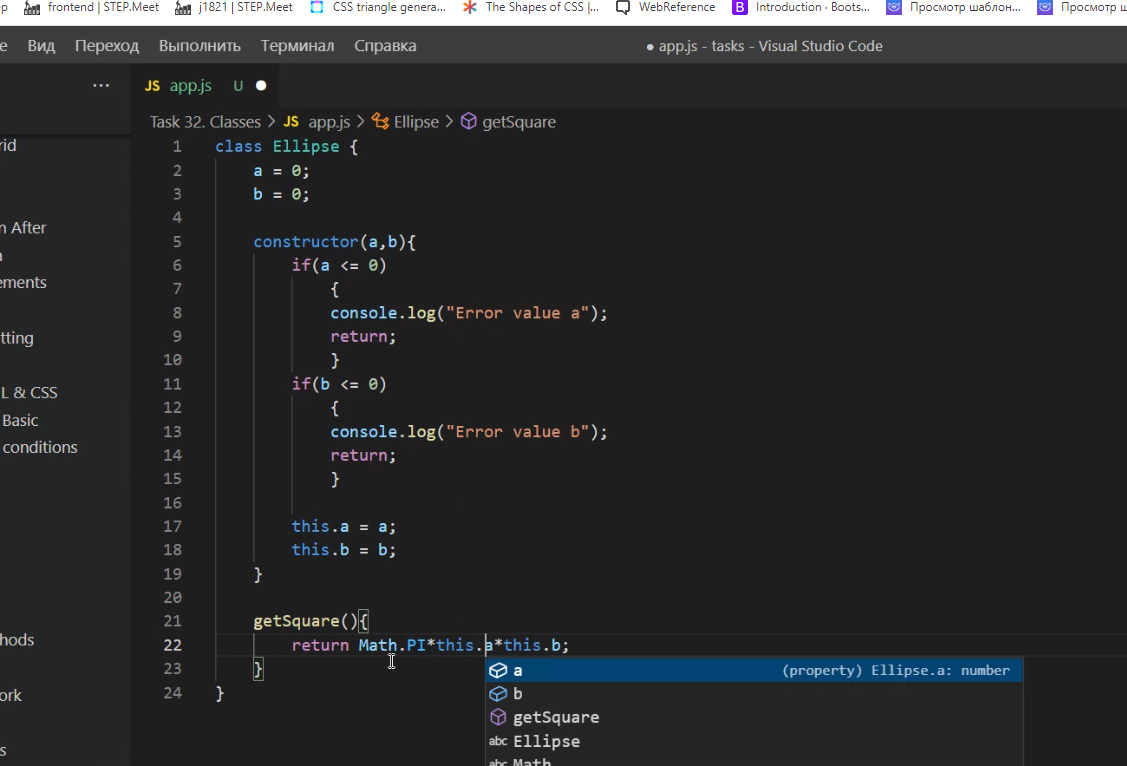 frontend | STEP.Meet j1821 | STEP.Meet CSS triangle genera... The Shapes of CSS |... WebReference B Introduction · Boots... Просмотр шаблон... Просмотр
Вид Переход Выполнить Терминал Справка ● app.js - tasks - Visual Studio Code
... JS app.js U ●
Task 32. Classes > JS app.js > Ellipse > getSquare
1 class Ellipse {
2 a = 0;
3 b = 0;
4
5 constructor(a,b){
6 if(a <= 0)
7 {
8 console.log("Error value a");
9 return;
10 }
11 if(b <= 0)
12 {
13 console.log("Error value b");
14 return;
15 }
16
17 this.a = a;
18 this.b = b;
19 }
20
21 getSquare(){
22 return Math.PI*this.a*this.b;
23 }
24 }
a (property) Ellipse.a: number
b
getSquare
abc Ellipse
abc Math
rid
n After
ements
tting
L & CSS
Basic
conditions
hods
ork
s